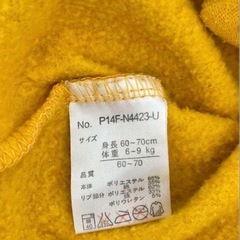 No. P14F-N4423-U
サイズ
身長 60~70cm
体重 6~9 kg
60-70
品質
本体 ポリエステル
リブ部分 ポリエステル
ポリウレタン